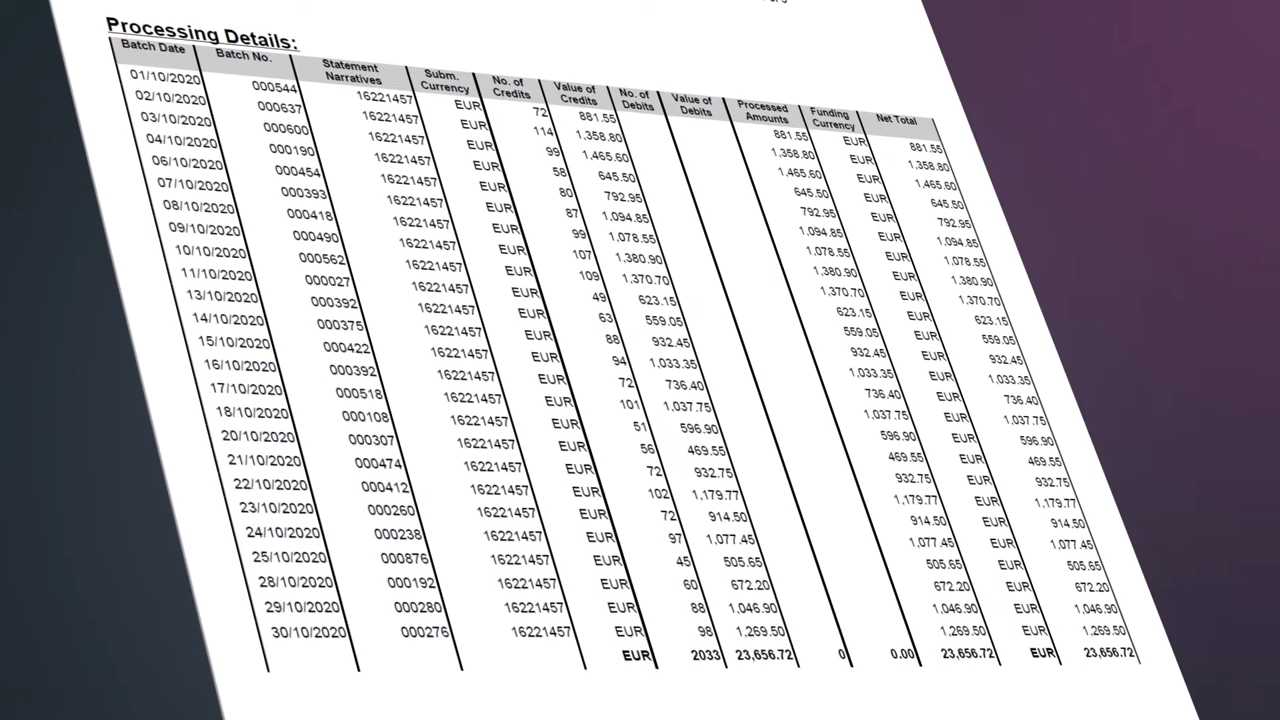 Processing Details:
Batch Date Batch No. Statement Narratives Subm. Currency No. of Credits Value of Credits No. of Debits Value of Debits Processed Amounts Funding Currency Net Total
01/10/2020 000544 16221457 EUR 72 881.55 881.55 EUR 881.55
02/10/2020 000637 16221457 EUR 114 1,358.80 1,358.80 EUR 1,358.80
03/10/2020 000600 16221457 EUR 99 1,465.60 1,465.60 EUR 1,465.60
04/10/2020 000190 16221457 EUR 58 645.50 645.50 EUR 645.50
06/10/2020 000454 16221457 EUR 80 792.95 792.95 EUR 792.95
07/10/2020 000393 16221457 EUR 87 1,094.85 1,094.85 EUR 1,094.85
08/10/2020 000418 16221457 EUR 99 1,078.55 1,078.55 EUR 1,078.55
09/10/2020 000490 16221457 EUR 107 1,380.90 1,380.90 EUR 1,380.90
10/10/2020 000562 16221457 EUR 109 1,370.70 1,370.70 EUR 1,370.70
11/10/2020 000027 16221457 EUR 49 623.15 623.15 EUR 623.15
13/10/2020 000392 16221457 EUR 63 559.05 559.05 EUR 559.05
14/10/2020 000375 16221457 EUR 88 932.45 932.45 EUR 932.45
15/10/2020 000422 16221457 EUR 94 1,033.35 1,033.35 EUR 1,033.35
16/10/2020 000392 16221457 EUR 72 736.40 736.40 EUR 736.40
17/10/2020 000518 16221457 EUR 101 1,037.75 1,037.75 EUR 1,037.75
18/10/2020 000108 16221457 EUR 51 596.90 596.90 EUR 596.90
20/10/2020 000307 16221457 EUR 56 469.55 469.55 EUR 469.55
21/10/2020 000474 16221457 EUR 72 932.75 932.75 EUR 932.75
22/10/2020 000412 16221457 EUR 102 1,179.77 1,179.77 EUR 1,179.77
23/10/2020 000260 16221457 EUR 72 914.50 914.50 EUR 914.50
24/10/2020 000238 16221457 EUR 97 1,077.45 1,077.45 EUR 1,077.45
25/10/2020 000876 16221457 EUR 45 505.65 505.65 EUR 505.65
28/10/2020 000192 16221457 EUR 60 672.20 672.20 EUR 672.20
29/10/2020 000280 16221457 EUR 88 1,046.90 1,046.90 EUR 1,046.90
30/10/2020 000276 16221457 EUR 98 1,269.50 1,269.50 EUR 1,269.50
EUR 2033 23,656.72 0 0.00 23,656.72 EUR 23,656.72